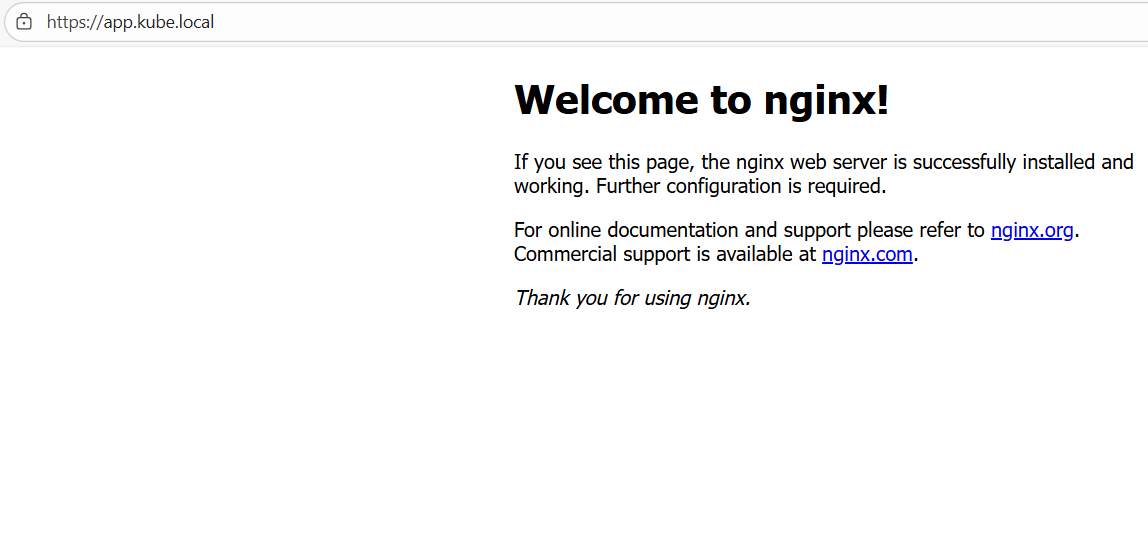 https://app.kube.local
Welcome to nginx!
If you see this page, the nginx web server is successfully installed and
working. Further configuration is required.
For online documentation and support please refer to nginx.org.
Commercial support is available at nginx.com.
Thank you for using nginx.